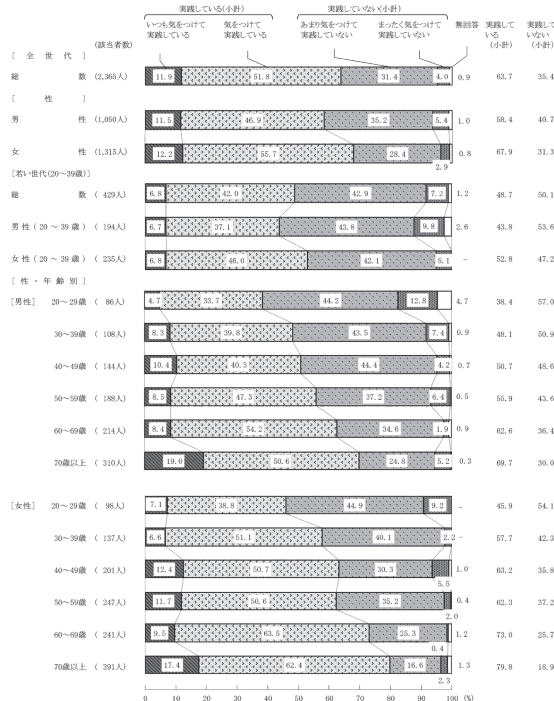 実践している(小計) 実践していない(小計)
いつも気をつけて実践している 気をつけて実践している あまり気をつけて実践していない まったく気をつけて実践していない 無回答 実践している(小計) 実践していない(小計)
(該当者数)
[全世代]
総数 (2,365人) 11.9 51.8 31.4 4.0 0.9 63.7 35.4
[性]
男性 (1,050人) 11.5 46.9 35.2 5.4 1.0 58.4 40.7
女性 (1,315人) 12.2 55.7 28.4 2.9 0.8 67.9 31.3
[若い世代(20~39歳)]
総数 (429人) 6.8 42.0 42.9 7.2 1.2 48.7 50.1
男性(20~39歳) (194人) 6.7 37.1 43.8 9.8 2.6 43.8 53.6
女性(20~39歳) (235人) 6.8 46.0 42.1 5.1 - 52.8 47.2
[性・年齢別]
[男性] 20~29歳 (86人) 4.7 33.7 44.2 12.8 4.7 38.4 57.0
30~39歳 (108人) 8.3 39.8 43.5 7.4 0.9 48.1 50.9
40~49歳 (144人) 10.4 40.3 44.4 4.2 0.7 50.7 48.6
50~59歳 (188人) 8.5 47.3 37.2 6.4 0.5 55.9 43.6
60~69歳 (214人) 8.4 54.2 34.6 1.9 0.9 62.6 36.4
70歳以上 (310人) 19.0 50.6 24.8 5.2 0.3 69.7 30.0
[女性] 20~29歳 (98人) 7.1 38.8 44.9 9.2 - 45.9 54.1
30~39歳 (137人) 6.6 51.1 40.1 2.2 - 57.7 42.3
40~49歳 (201人) 12.4 50.7 30.3 5.5 1.0 63.2 35.8
50~59歳 (247人) 11.7 50.6 35.2 2.0 0.4 62.3 37.2
60~69歳 (241人) 9.5 63.5 25.3 0.4 1.2 73.0 25.7
70歳以上 (391人) 17.4 62.4 16.6 2.3 1.3 79.8 18.9
0 10 20 30 40 50 60 70 80 90 100 (%)